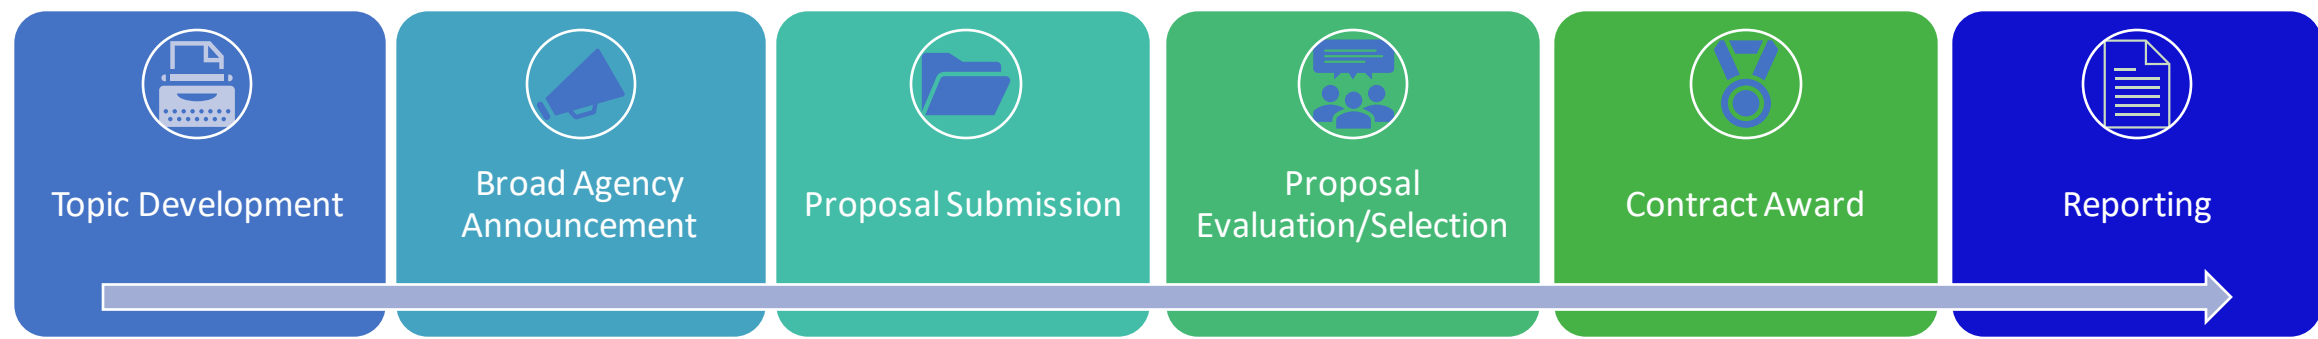 Topic Development
Broad Agency
Announcement
Proposal Submission
Proposal
Evaluation/Selection
Contract Award
Reporting